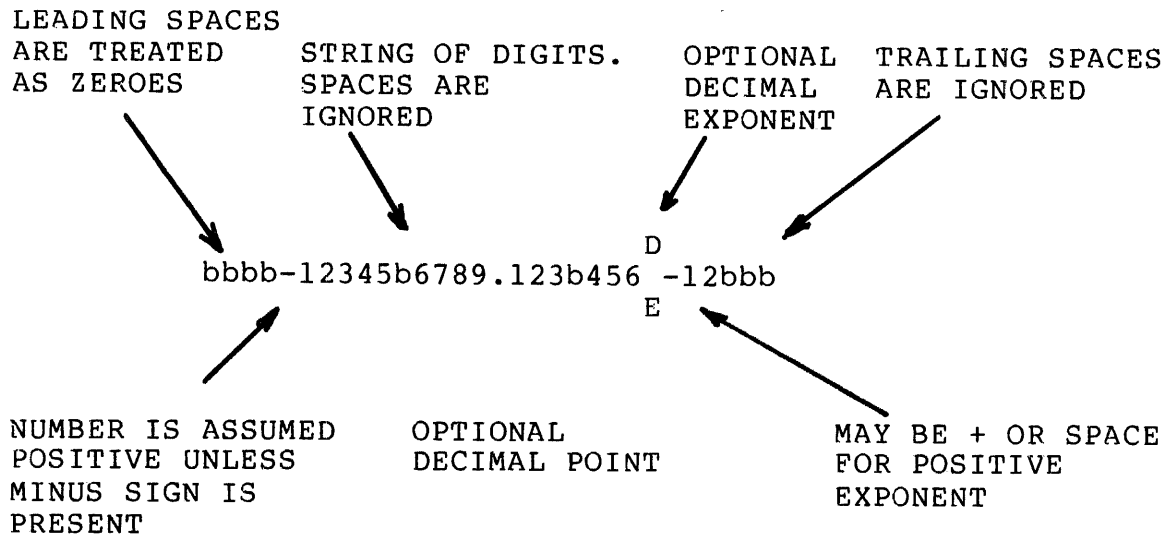 LEADING SPACES
ARE TREATED
AS ZEROES
STRING OF DIGITS.
SPACES ARE
IGNORED
OPTIONAL
DECIMAL
EXPONENT
TRAILING SPACES
ARE IGNORED
D
bbbb-12345b6789.123b456 -12bbb
E
NUMBER IS ASSUMED
POSITIVE UNLESS
MINUS SIGN IS
PRESENT
OPTIONAL
DECIMAL POINT
MAY BE + OR SPACE
FOR POSITIVE
EXPONENT